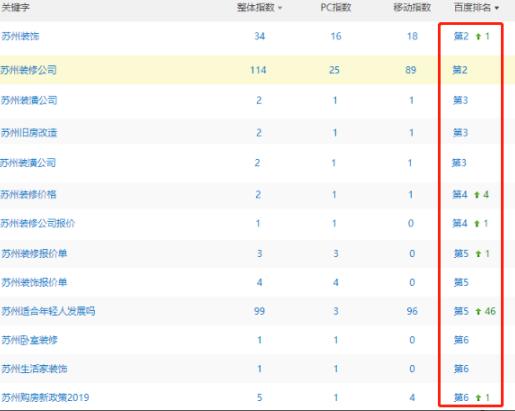 关键字 整体指数 PC指数 移动指数 百度排名
苏州装饰 34 16 18 第2 1
苏州装修公司 114 25 89 第2
苏州装潢公司 2 1 1 第3
苏州旧房改造 2 1 1 第3
苏州装潢公司 2 1 1 第3
苏州装修价格 2 1 1 第4 4
苏州装修公司报价 1 1 0 第4 1
苏州装修报价单 3 3 0 第5 1
苏州装饰报价单 4 4 0 第5
苏州适合年轻人发展吗 99 3 96 第5 46
苏州卧室装修 1 1 0 第6
苏州生活家装饰 1 1 0 第6
苏州购房新政策2019 5 1 4 第6 1